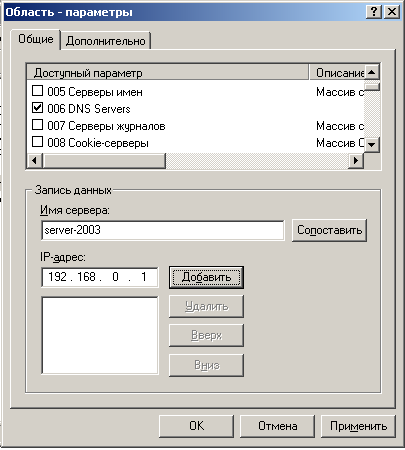 Область - параметры
Общие Дополнительно
Доступный параметр Описание
005 Серверы имен Массив с
006 DNS Servers
007 Серверы журналов Массив с
008 Cookie-серверы Массив С
Запись данных
Имя сервера:
server-2003 Сопоставить
IP-адрес:
192 . 168 . 0 . 1 Добавить
Удалить
Вверх
Вниз
OK Отмена Применить